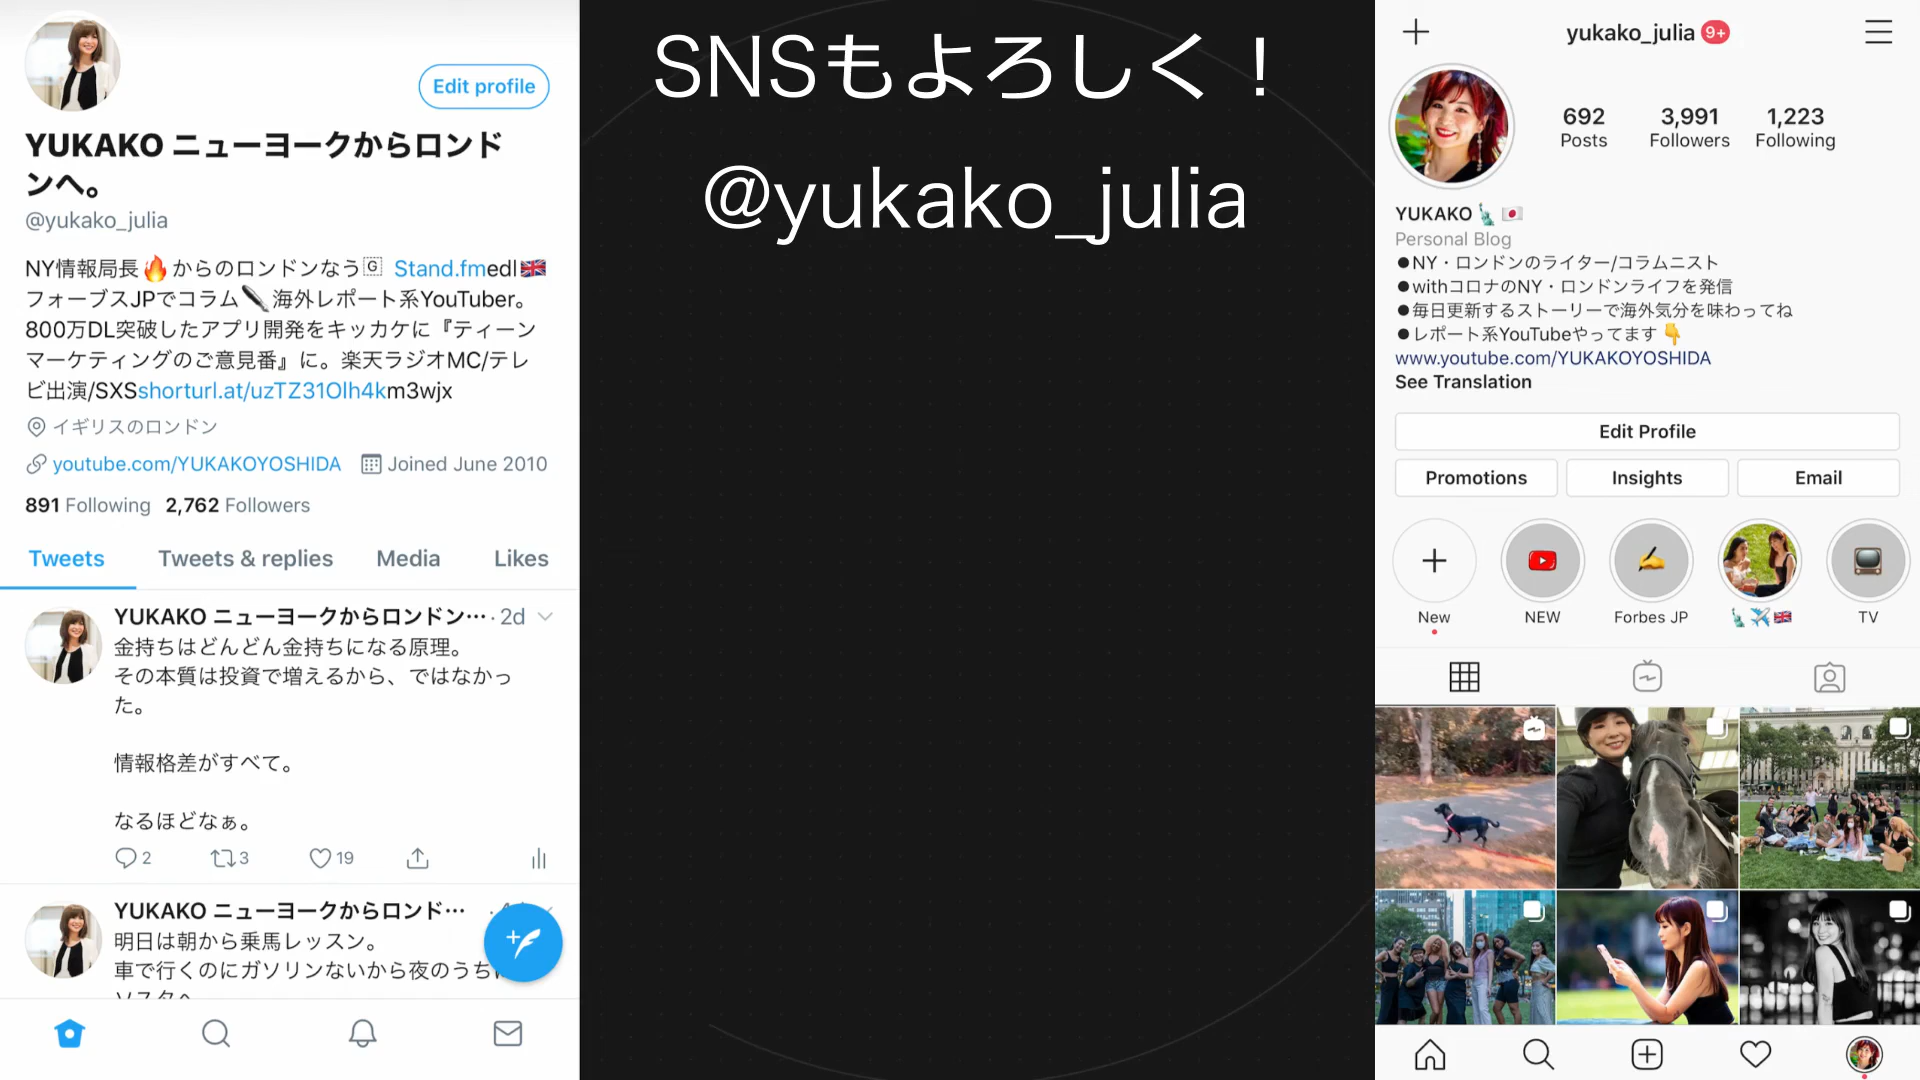 Edit profile
YUKAKO ニューヨークからロンド
ンへ。
@yukako_julia
NY情報局長🔥からのロンドンなう🇬 Stand.fmedl🇬🇧
フォーブスJPでコラム✒海外レポート系YouTuber。
800万DL突破したアプリ開発をキッカケに『ティーン
マーケティングのご意見番』に。楽天ラジオMC/テレ
ビ出演/SXSshorturl.at/uzTZ31Olh4km3wjx
イギリスのロンドン
youtube.com/YUKAKOYOSHIDA Joined June 2010
891 Following 2,762 Followers
Tweets Tweets & replies Media Likes
YUKAKO ニューヨークからロンドン… · 2d
金持ちはどんどん金持ちになる原理。
その本質は投資で増えるから、ではなかっ
た。
情報格差がすべて。
なるほどなぁ。
2 3 19
YUKAKO ニューヨークからロンド…
明日は朝から乗馬レッスン。
車で行くのにガソリンないから夜のうち
SNSもよろしく！
@yukako_julia
yukako_julia 9+
692 3,991 1,223
Posts Followers Following
YUKAKO🗽🇯🇵
Personal Blog
●NY・ロンドンのライター/コラムニスト
●withコロナのNY・ロンドンライフを発信
●毎日更新するストーリーで海外気分を味わってね
●レポート系YouTubeやってます👇
www.youtube.com/YUKAKOYOSHIDA
See Translation
Edit Profile
Promotions Insights Email
New NEW Forbes JP 🗽✈️🇬🇧 TV